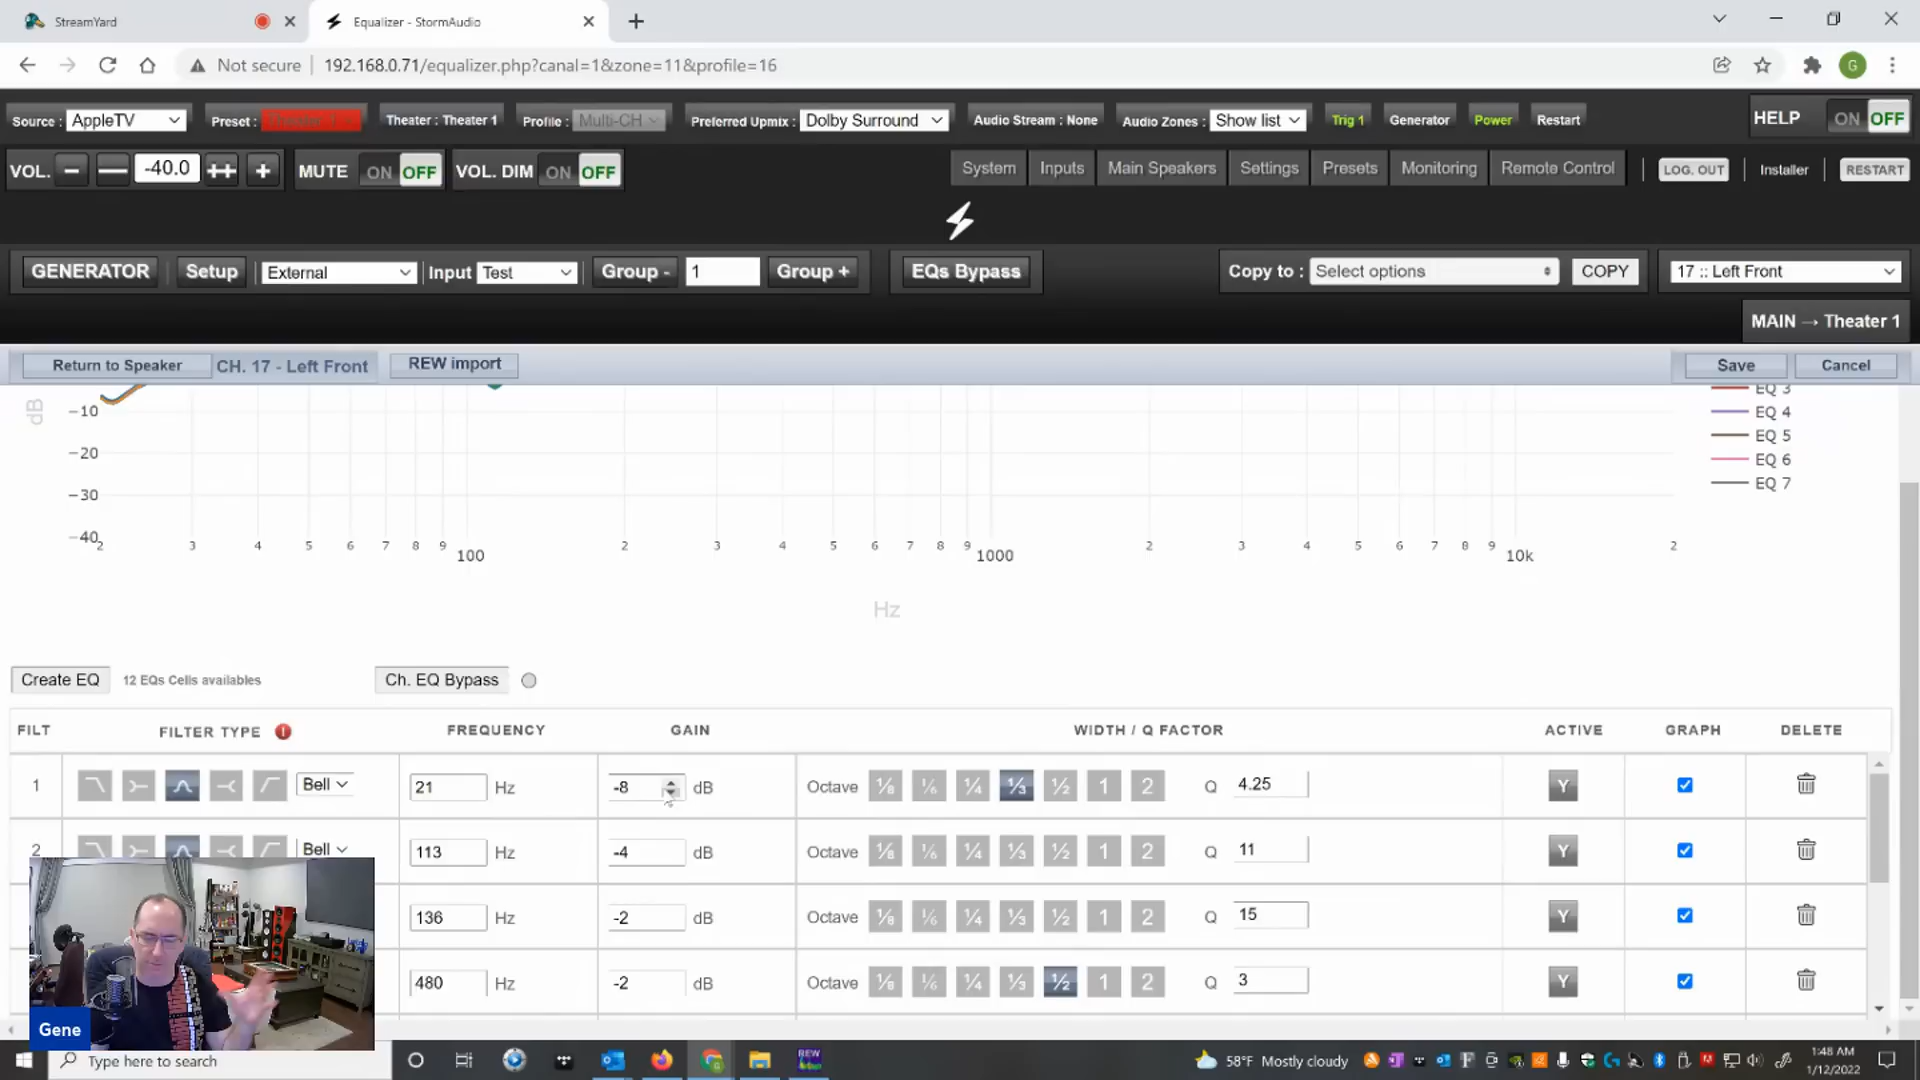 StreamYard
Equalizer - StormAudio
Not secure 192.168.0.71/equalizer.php?canal=1&zone=11&profile=16
G
Source : AppleTV Preset : Theater 1 Theater : Theater 1 Profile : Multi-CH Preferred Upmix : Dolby Surround Audio Stream : None Audio Zones : Show list Trig 1 Generator Power Restart HELP ON OFF
VOL. -40.0 MUTE ON OFF VOL. DIM ON OFF System Inputs Main Speakers Settings Presets Monitoring Remote Control LOG. OUT Installer RESTART
GENERATOR Setup External Input Test Group - 1 Group + EQs Bypass Copy to : Select options COPY 17 :: Left Front
MAIN → Theater 1
Return to Speaker CH. 17 - Left Front REW import Save Cancel
EQ 3
EQ 4
EQ 5
EQ 6
EQ 7
dB
−10
−20
−30
−40
2 3 4 5 6 7 8 9 100 2 3 4 5 6 7 8 9 1000 2 3 4 5 6 7 8 9 10k 2
Hz
Create EQ 12 EQs Cells available Ch. EQ Bypass
FILT FILTER TYPE ! FREQUENCY GAIN WIDTH / Q FACTOR ACTIVE GRAPH DELETE
1 Bell 21 Hz -8 dB Octave ⅛ ⅙ ¼ ⅓ ½ 1 2 Q 4.25 Y
2 Bell 113 Hz -4 dB Octave ⅛ ⅙ ¼ ⅓ ½ 1 2 Q 11 Y
136 Hz -2 dB Octave ⅛ ⅙ ¼ ⅓ ½ 1 2 Q 15 Y
480 Hz -2 dB Octave ⅛ ⅙ ¼ ⅓ ½ 1 2 Q 3 Y
Gene
Type here to search
REW
58°F Mostly cloudy
1:48 AM
1/12/2022